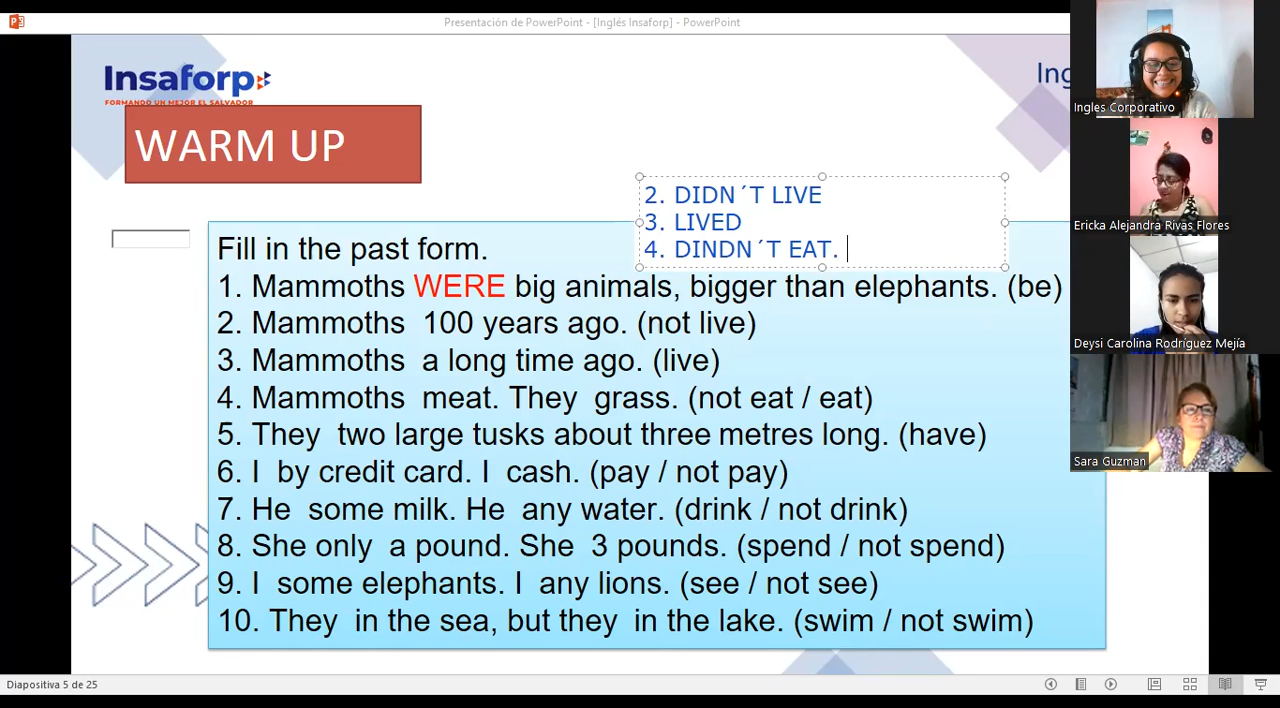 Presentación de PowerPoint - [Inglés Insaforp] - PowerPoint
Insaforp
FORMANDO UN MEJOR EL SALVADOR
Ing
WARM UP
2. DIDN´T LIVE
3. LIVED
4. DINDN´T EAT.
Fill in the past form.
1. Mammoths WERE big animals, bigger than elephants. (be)
2. Mammoths 100 years ago. (not live)
3. Mammoths a long time ago. (live)
4. Mammoths meat. They grass. (not eat / eat)
5. They two large tusks about three metres long. (have)
6. I by credit card. I cash. (pay / not pay)
7. He some milk. He any water. (drink / not drink)
8. She only a pound. She 3 pounds. (spend / not spend)
9. I some elephants. I any lions. (see / not see)
10. They in the sea, but they in the lake. (swim / not swim)
Ingles Corporativo
Ericka Alejandra Rivas Flores
Deysi Carolina Rodríguez Mejía
Sara Guzman
Diapositiva 5 de 25